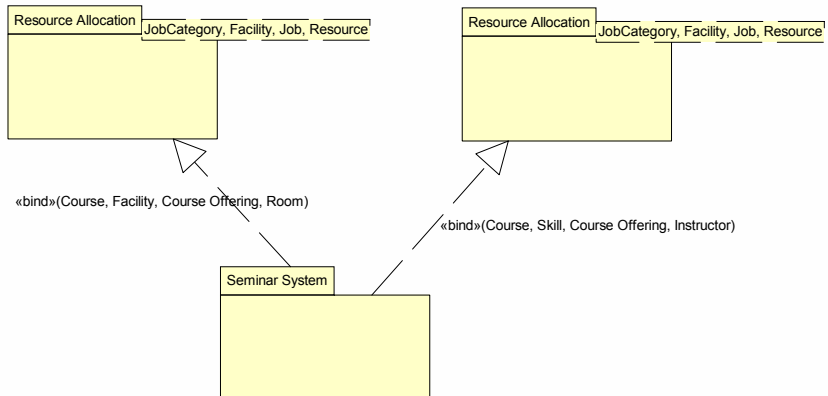 Resource Allocation
JobCategory, Facility, Job, Resource
Resource Allocation
JobCategory, Facility, Job, Resource
«bind»(Course, Facility, Course Offering, Room)
«bind»(Course, Skill, Course Offering, Instructor)
Seminar System